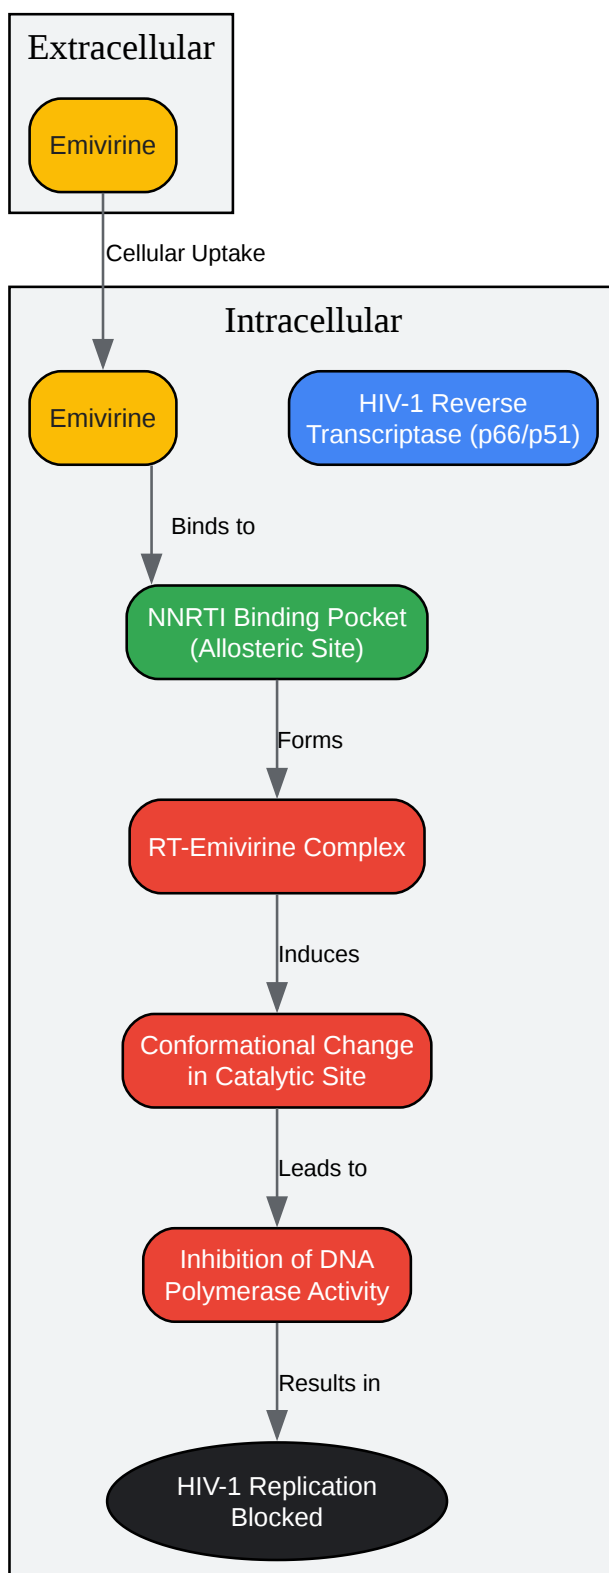 Extracellular
Emivirine
Cellular Uptake
Intracellular
Emivirine
HIV-1 Reverse
Transcriptase (p66/p51)
Binds to
NNRTI Binding Pocket
(Allosteric Site)
Forms
RT-Emivirine Complex
Induces
Conformational Change
in Catalytic Site
Leads to
Inhibition of DNA
Polymerase Activity
Results in
HIV-1 Replication
Blocked